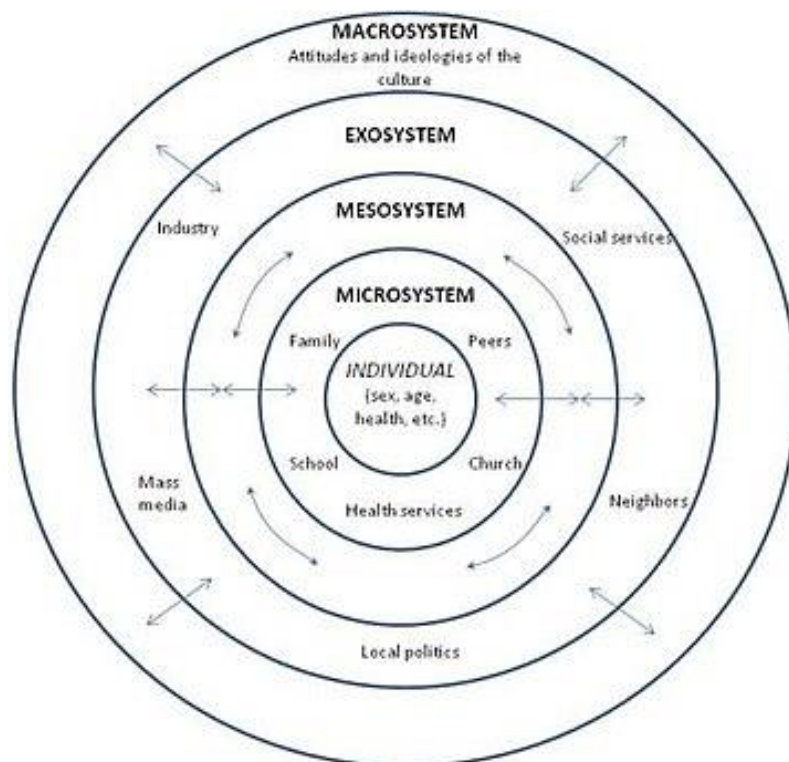 MACROSYSTEM
Attitudes and ideologies of the
culture
EXOSYSTEM
MESOSYSTEM
Industry
Social services
MICROSYSTEM
Family
Peers
INDIVIDUAL
{sex, age,
health, etc.}
School
Church
Mass
media
Health services
Neighbors
Local politics